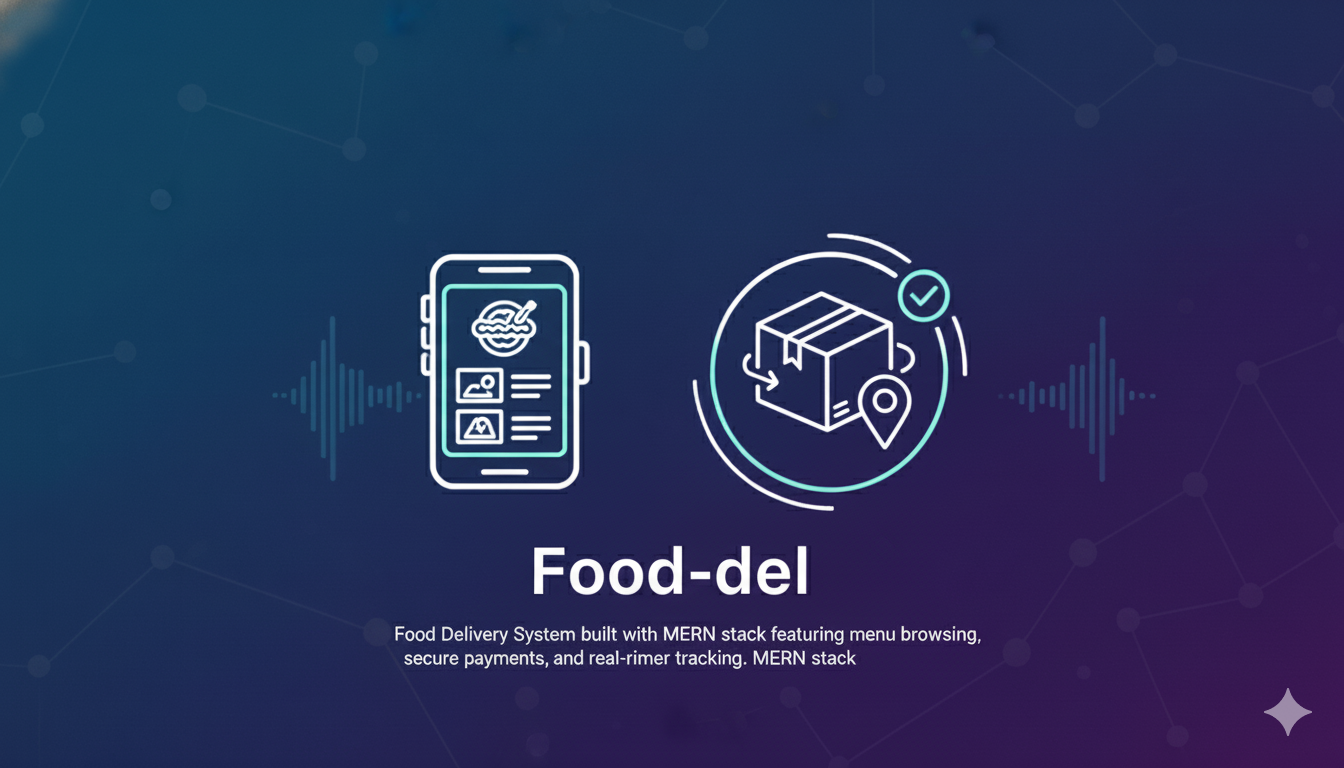 Food-del
Food Delivery System built with MERN stack featuring menu browsing,
secure payments, and real-rimer tracking. MERN stack